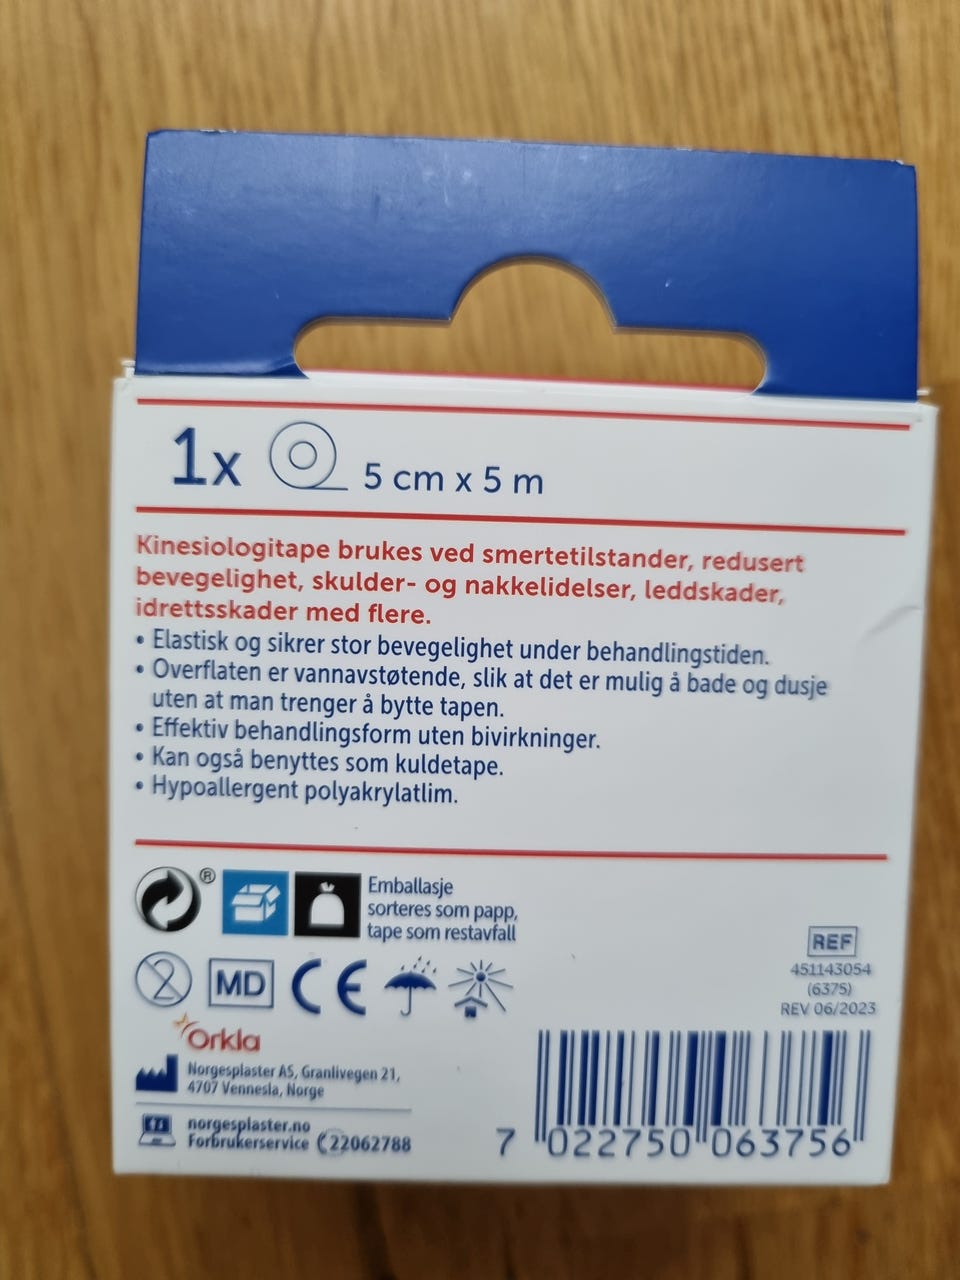 1x 5 cm x 5 m
Kinesiologitape brukes ved smertetilstander, redusert
bevegelighet, skulder- og nakkelidelser, leddskader,
idrettsskader med flere.
• Elastisk og sikrer stor bevegelighet under behandlingstiden.
• Overflaten er vannavstøtende, slik at det er mulig å bade og dusje
uten at man trenger å bytte tapen.
• Effektiv behandlingsform uten bivirkninger.
• Kan også benyttes som kuldetape.
• Hypoallergent polyakrylatlim.
®
Emballasje
sorteres som papp,
tape som restavfall
2
MD
CE
REF
451143054
(6375)
REV 06/2023
Orkla
Norgesplaster AS, Granlivegen 21,
4707 Vennesla, Norge
norgesplaster.no
Forbrukerservice 22062788
7 022750 063756